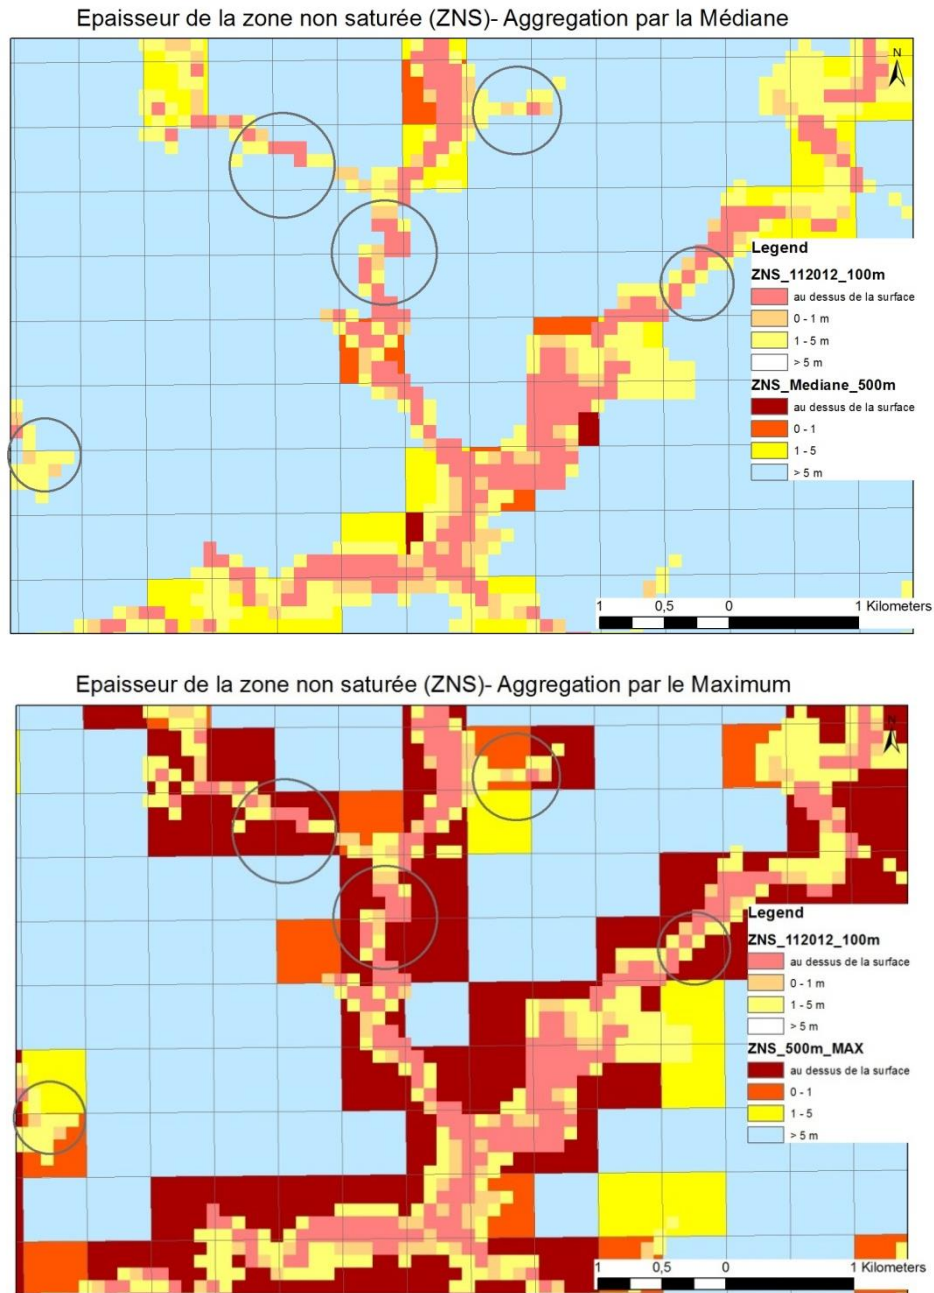 Epaisseur de la zone non saturée (ZNS)- Aggregation par la Médiane
N
Legend
ZNS_112012_100m
au dessus de la surface
0 - 1 m
1 - 5 m
> 5 m
ZNS_Mediane_500m
au dessus de la surface
0 - 1
1 - 5
> 5 m
1 0,5 0 1 Kilometers
Epaisseur de la zone non saturée (ZNS)- Aggregation par le Maximum
N
Legend
ZNS_112012_100m
au dessus de la surface
0 - 1 m
1 - 5 m
> 5 m
ZNS_500m_MAX
au dessus de la surface
0 - 1
1 - 5
> 5 m
1 0,5 0 1 Kilometers